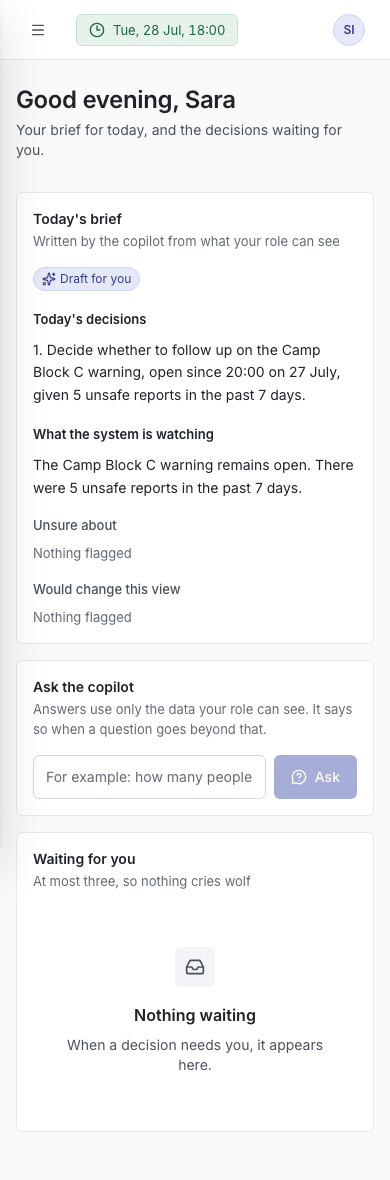 Tue, 28 Jul, 18:00
SI
Good evening, Sara
Your brief for today, and the decisions waiting for
you.
Today's brief
Written by the copilot from what your role can see
Draft for you
Today's decisions
1. Decide whether to follow up on the Camp
Block C warning, open since 20:00 on 27 July,
given 5 unsafe reports in the past 7 days.
What the system is watching
The Camp Block C warning remains open. There
were 5 unsafe reports in the past 7 days.
Unsure about
Nothing flagged
Would change this view
Nothing flagged
Ask the copilot
Answers use only the data your role can see. It says
so when a question goes beyond that.
For example: how many people
Ask
Waiting for you
At most three, so nothing cries wolf
Nothing waiting
When a decision needs you, it appears
here.